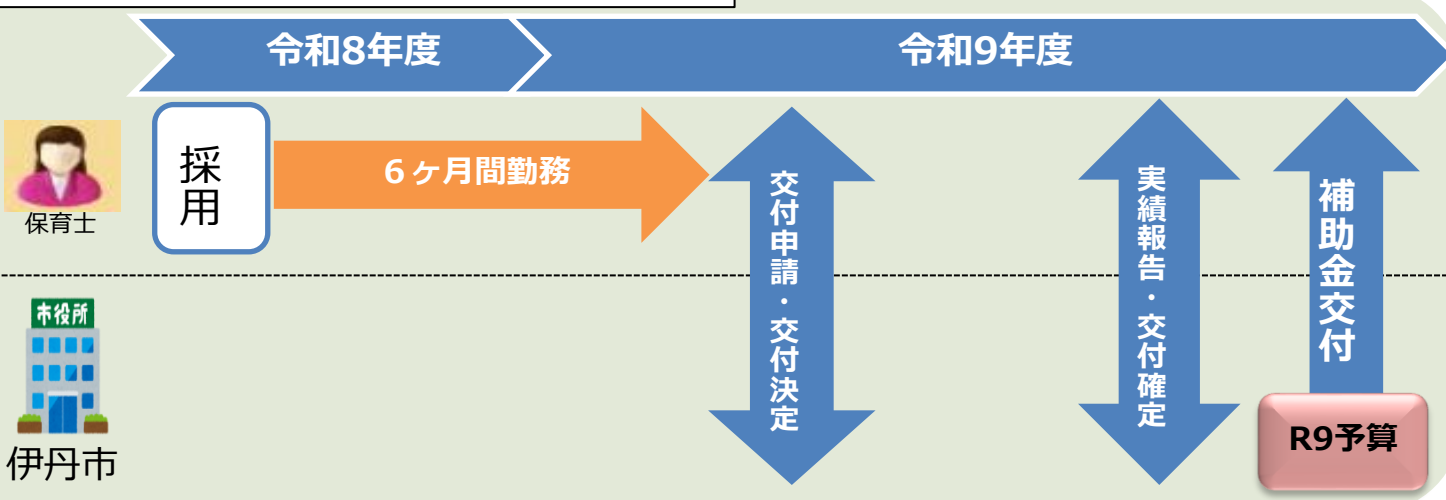 令和8年度
令和9年度
採用
6ヶ月間勤務
保育士
交付申請・交付決定
実績報告・交付確定
補助金交付
市役所
伊丹市
R9予算